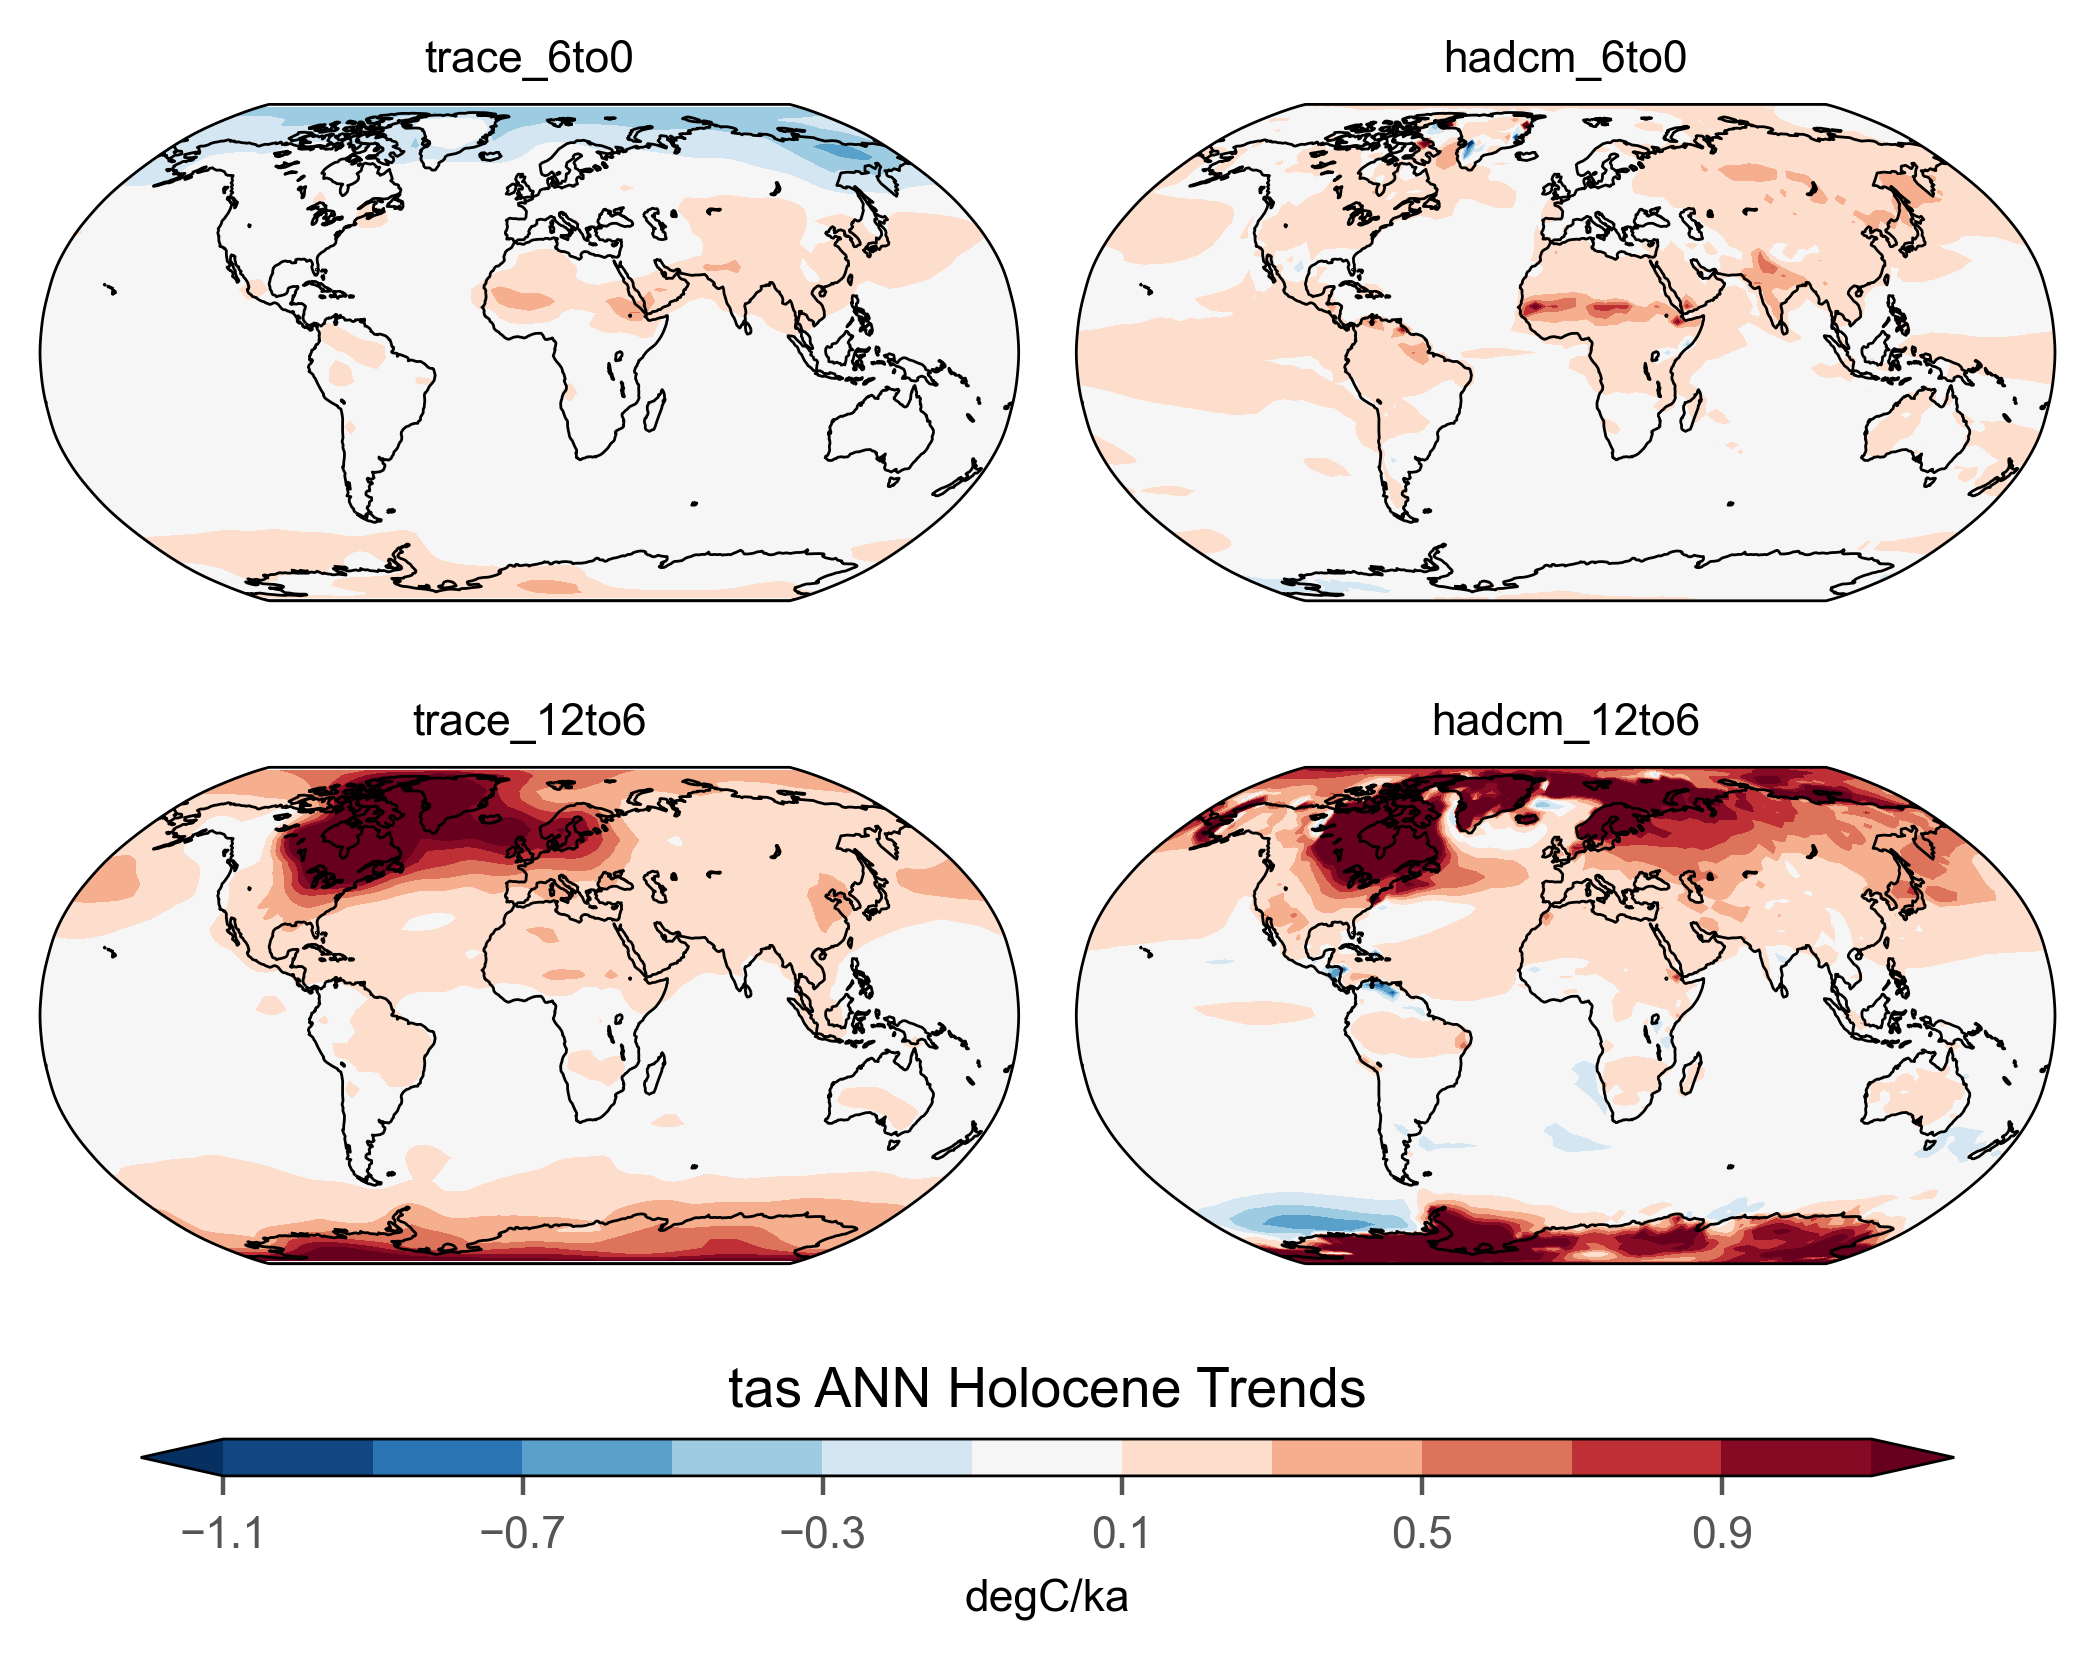 trace_6to0
hadcm_6to0
trace_12to6
hadcm_12to6
tas ANN Holocene Trends
−1.1 −0.7 −0.3 0.1 0.5 0.9
degC/ka